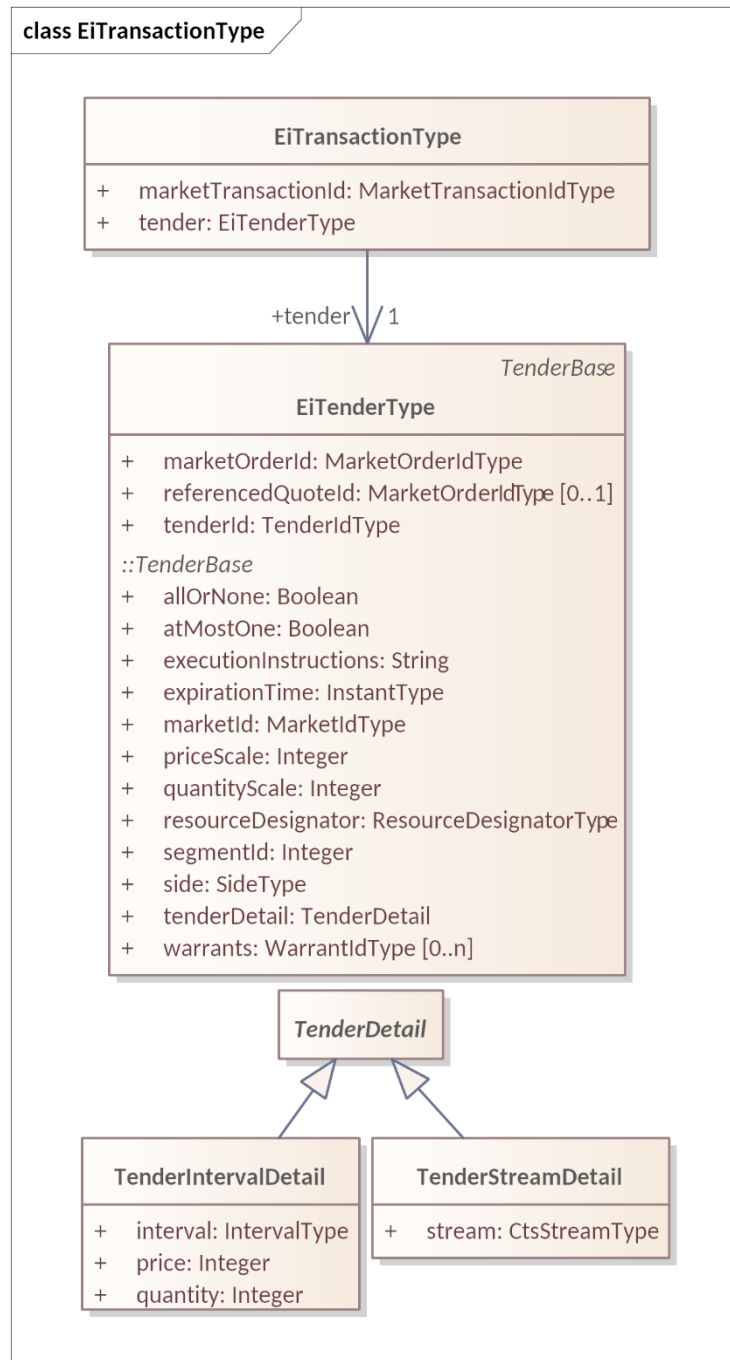 class EiTransactionType
EiTransactionType
+ marketTransactionId: MarketTransactionIdType
+ tender: EiTenderType
+tender 1
TenderBase
EiTenderType
+ marketOrderId: MarketOrderIdType
+ referencedQuoteId: MarketOrderIdType [0..1]
+ tenderId: TenderIdType
::TenderBase
+ allOrNone: Boolean
+ atMostOne: Boolean
+ executionInstructions: String
+ expirationTime: InstantType
+ marketId: MarketIdType
+ priceScale: Integer
+ quantityScale: Integer
+ resourceDesignator: ResourceDesignatorType
+ segmentId: Integer
+ side: SideType
+ tenderDetail: TenderDetail
+ warrants: WarrantIdType [0..n]
TenderDetail
TenderIntervalDetail
+ interval: IntervalType
+ price: Integer
+ quantity: Integer
TenderStreamDetail
+ stream: CtsStreamType